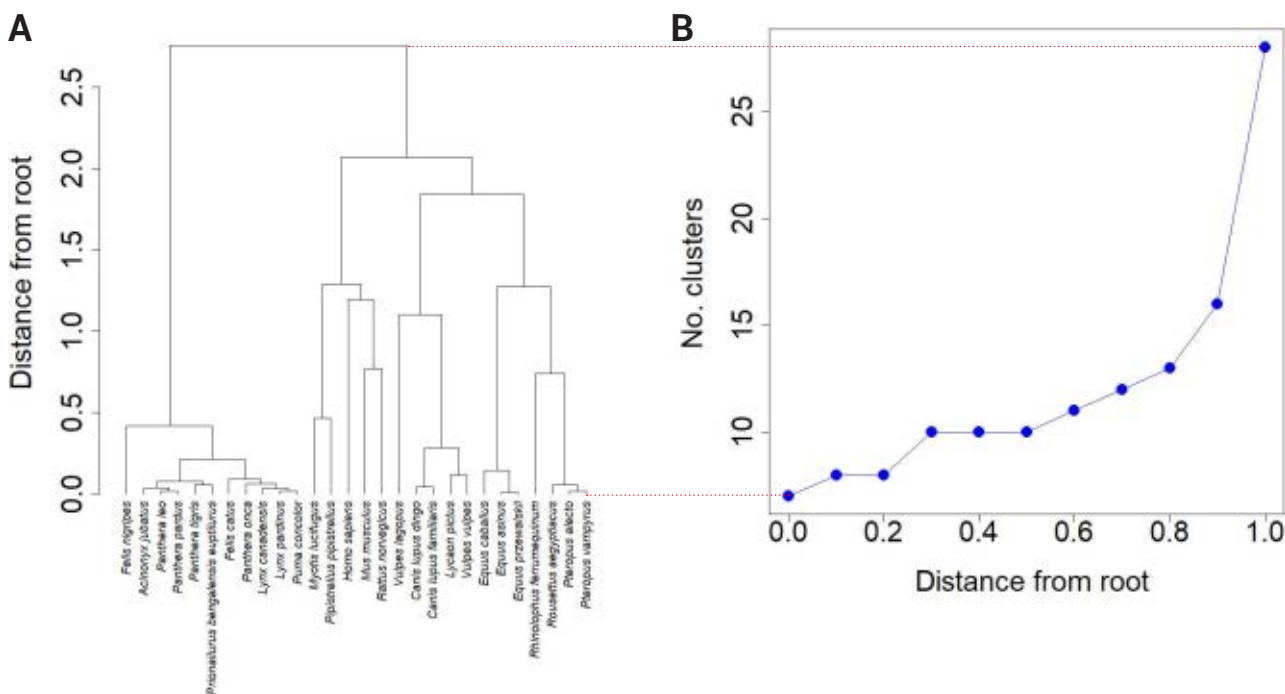 A
Distance from root
2.5
2.0
1.5
1.0
0.5
0.0
Felis nigripes
Acinonyx jubatus
Panthera leo
Panthera pardus
Panthera tigris
Prionailurus bengalensis euptilurus
Felis catus
Panthera onca
Lynx canadensis
Lynx pardinus
Puma concolor
Myotis lucifugus
Pipistrellus pipistrellus
Homo sapiens
Mus musculus
Rattus norvegicus
Vulpes lagopus
Canis lupus dingo
Canis lupus familiaris
Lycaon pictus
Vulpes vulpes
Equus caballus
Equus asinus
Equus przewalskii
Rhinolophus ferrumequinum
Rousettus aegyptiacus
Pteropus alecto
Pteropus vampyrus
B
No. clusters
25
20
15
10
0.0 0.2 0.4 0.6 0.8 1.0
Distance from root